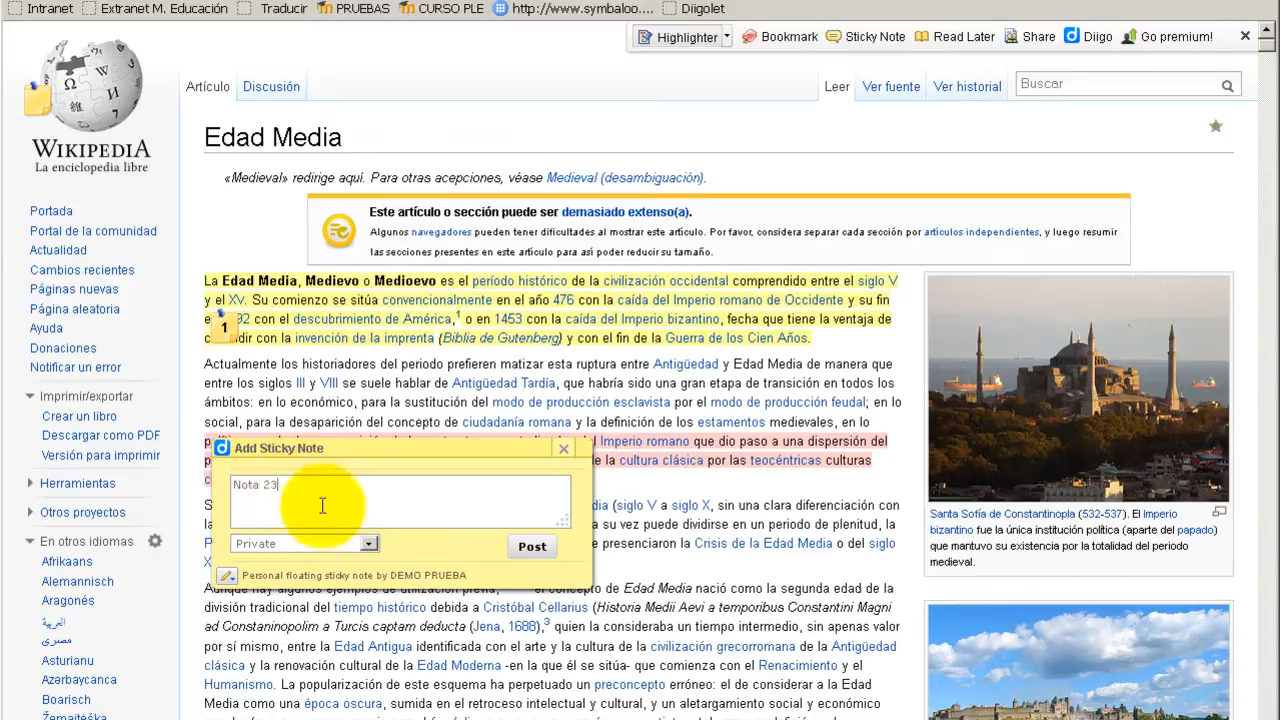 Intranet Extranet M. Educación Traducir PRUEBAS CURSO PLE http://www.symbaloo.... Diigolet
Highlighter Bookmark Sticky Note Read Later Share Diigo Go premium!
Artículo Discusión Leer Ver fuente Ver historial Buscar
WIKIPEDIA
La enciclopedia libre
Portada
Portal de la comunidad
Actualidad
Cambios recientes
Páginas nuevas
Página aleatoria
Ayuda
Donaciones
Notificar un error
Imprimir/exportar
Crear un libro
Descargar como PDF
Versión para imprimir
Herramientas
Otros proyectos
En otros idiomas
Afrikaans
Alemannisch
Aragonés
العربية
مصرى
Asturianu
Azərbaycanca
Boarisch
Žemaitėška
Edad Media
«Medieval» redirige aquí. Para otras acepciones, véase Medieval (desambiguación).
Este artículo o sección puede ser demasiado extenso(a).
Algunos navegadores pueden tener dificultades al mostrar este artículo. Por favor, considera separar cada sección por artículos independientes, y luego resumir
las secciones presentes en este artículo para así poder reducir su tamaño.
La Edad Media, Medievo o Medioevo es el período histórico de la civilización occidental comprendido entre el siglo V
y el XV. Su comienzo se sitúa convencionalmente en el año 476 con la caída del Imperio romano de Occidente y su fin
e 92 con el descubrimiento de América,1 o en 1453 con la caída del Imperio bizantino, fecha que tiene la ventaja de
1
dir con la invención de la imprenta (Biblia de Gutenberg) y con el fin de la Guerra de los Cien Años.
Actualmente los historiadores del periodo prefieren matizar esta ruptura entre Antigüedad y Edad Media de manera que
entre los siglos III y VIII se suele hablar de Antigüedad Tardía, que habría sido una gran etapa de transición en todos los
ámbitos: en lo económico, para la sustitución del modo de producción esclavista por el modo de producción feudal; en lo
social, para la desaparición del concepto de ciudadanía romana y la definición de los estamentos medievales, en lo
Imperio romano que dio paso a una dispersión del
de la cultura clásica por las teocéntricas culturas
Add Sticky Note
Nota 23
Private
Post
Personal floating sticky note by DEMO PRUEBA
dia (siglo V a siglo X, sin una clara diferenciación con
a su vez puede dividirse en un periodo de plenitud, la
presenciaron la Crisis de la Edad Media o del siglo
el concepto de Edad Media nació como la segunda edad de la
división tradicional del tiempo histórico debida a Cristóbal Cellarius (Historia Medii Aevi a temporibus Constantini Magni
ad Constaninopolim a Turcis captam deducta (Jena, 1688),3 quien la consideraba un tiempo intermedio, sin apenas valor
por sí mismo, entre la Edad Antigua identificada con el arte y la cultura de la civilización grecorromana de la Antigüedad
clásica y la renovación cultural de la Edad Moderna -en la que él se sitúa- que comienza con el Renacimiento y el
Humanismo. La popularización de este esquema ha perpetuado un preconcepto erróneo: el de considerar a la Edad
Media como una época oscura, sumida en el retroceso intelectual y cultural, y un aletargamiento social y económico
Santa Sofía de Constantinopla (532-537). El Imperio
bizantino fue la única institución política (aparte del papado)
que mantuvo su existencia por la totalidad del periodo
medieval.